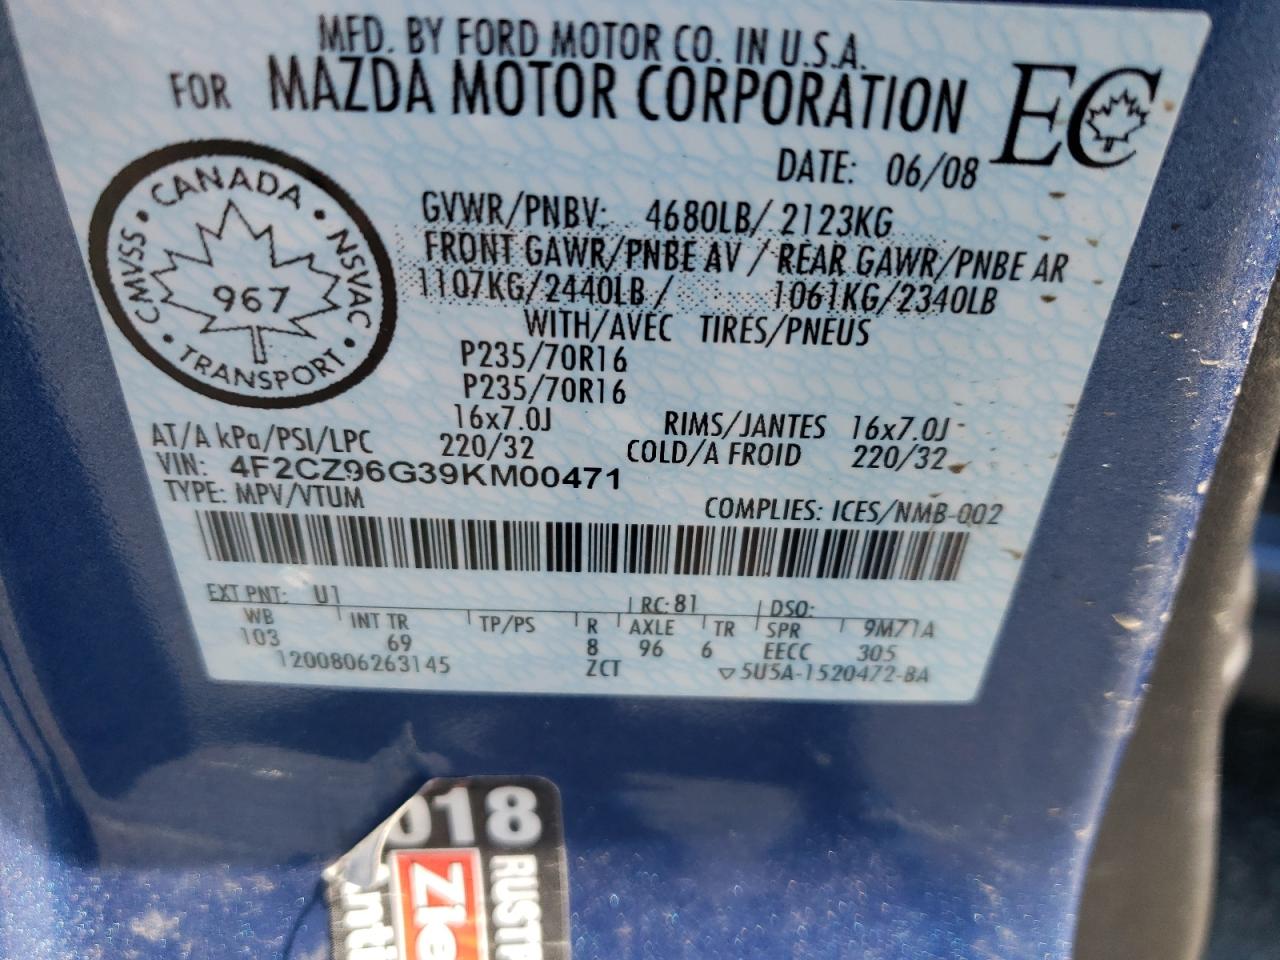 MFD. BY FORD MOTOR CO. IN U.S.A.
FOR MAZDA MOTOR CORPORATION
EC
DATE: 06/08
CANADA
CMVSS • NSVAC
967
TRANSPORT
GVWR/PNBV: 4680LB/ 2123KG
FRONT GAWR/PNBE AV / REAR GAWR/PNBE AR
1107KG/2440LB / 1061KG/2340LB
WITH/AVEC TIRES/PNEUS
P235/70R16
P235/70R16
16x7.0J RIMS/JANTES 16x7.0J
AT/A kPa/PSI/LPC 220/32 COLD/A FROID 220/32
VIN: 4F2CZ96G39KM00471
TYPE: MPV/VTUM
COMPLIES: ICES/NMB-002
EXT PNT: U1 RC: 81 DSO:
WB INT TR TP/PS R AXLE TR SPR 9M71A
103 69 8 96 6 EECC 305
1200806263145 ZCT ▽5U5A-1520472-BA
018